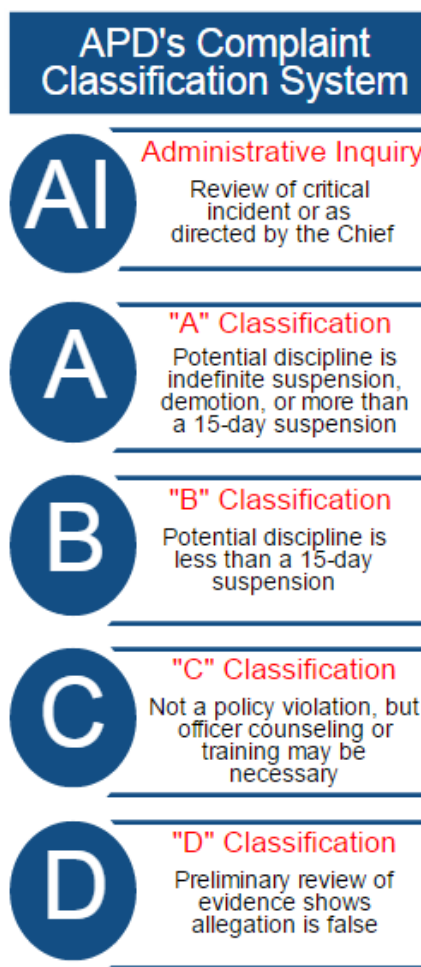 APD's Complaint
Classification System
AI
Administrative Inquiry
Review of critical
incident or as
directed by the Chief
A
"A" Classification
Potential discipline is
indefinite suspension,
demotion, or more than
a 15-day suspension
B
"B" Classification
Potential discipline is
less than a 15-day
suspension
C
"C" Classification
Not a policy violation, but
officer counseling or
training may be
necessary
D
"D" Classification
Preliminary review of
evidence shows
allegation is false